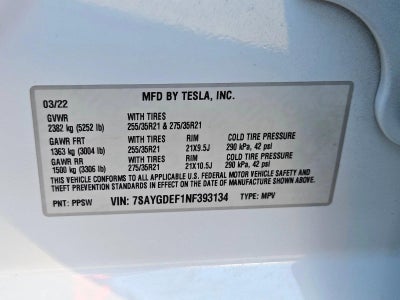 MFD BY TESLA, INC.
03/22
GVWR WITH TIRES
2382 kg (5252 lb) 255/35R21 & 275/35R21
GAWR FRT WITH TIRES RIM COLD TIRE PRESSURE
1363 kg (3004 lb) 255/35R21 21X9.5J 290 kPa, 42 psi
GAWR RR WITH TIRES RIM COLD TIRE PRESSURE
1500 kg (3306 lb) 275/35R21 21X10.5J 290 kPa, 42 psi
THIS VEHICLE CONFORMS TO ALL APPLICABLE U.S. FEDERAL MOTOR VEHICLE SAFETY AND
THEFT PREVENTION STANDARDS IN EFFECT ON DATE OF MANUFACTURE SHOWN ABOVE.
PNT: PPSW VIN: 7SAYGDEF1NF393134 TYPE: MPV